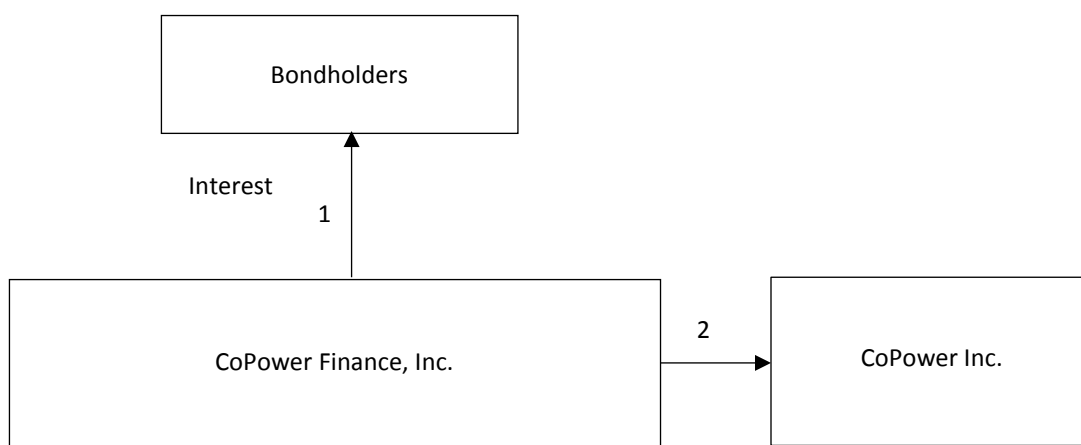 Bondholders
Interest
1
2
CoPower Finance, Inc.
CoPower Inc.